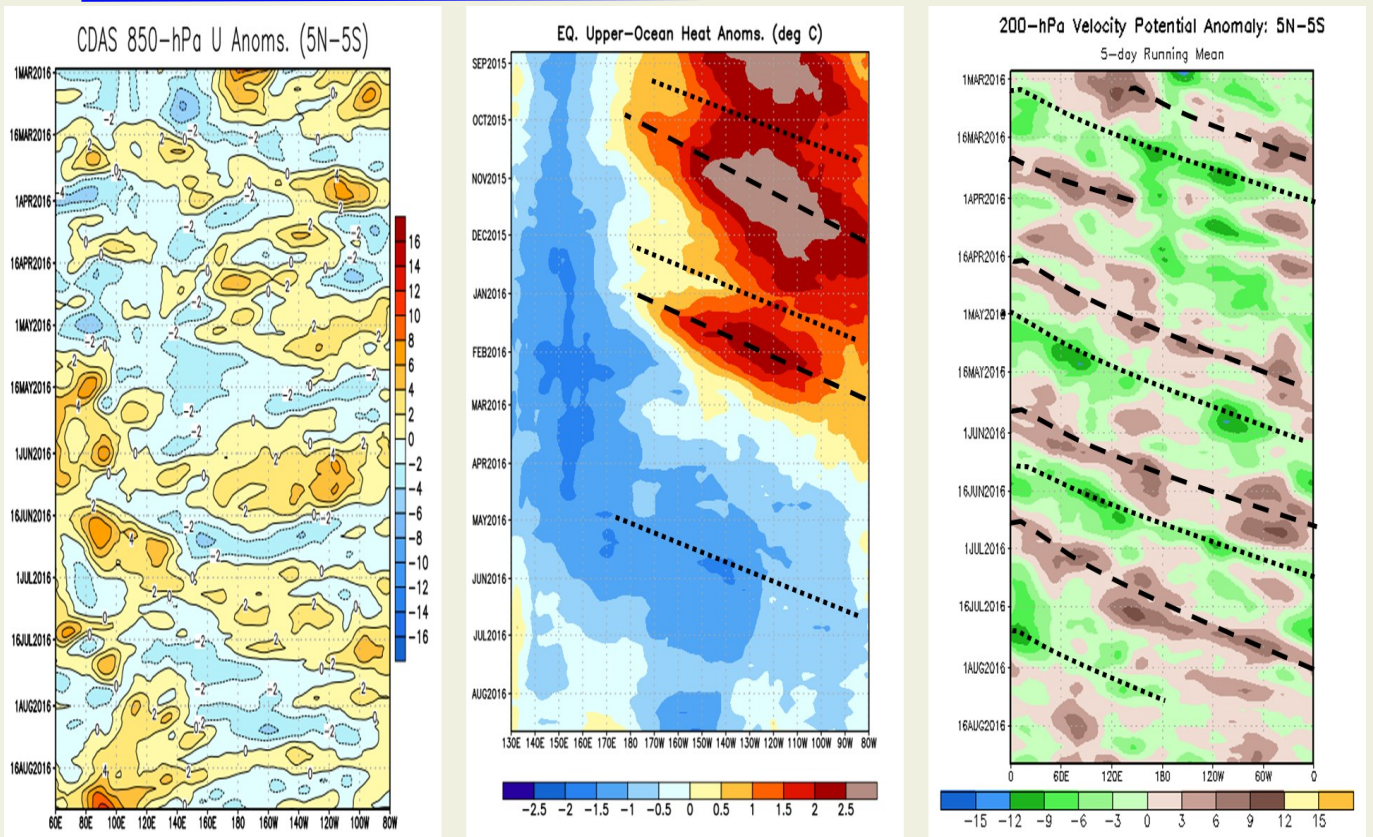 CDAS 850-hPa U Anoms. (5N-5S)
1MAR2016
16MAR2016
1APR2016
16APR2016
1MAY2016
16MAY2016
1JUN2016
16JUN2016
1JUL2016
16JUL2016
1AUG2016
16AUG2016
60E 80E 100E 120E 140E 160E 180 160W 140W 120W 100W 80W
16
14
12
10
8
6
4
2
0
-2
-4
-6
-8
-10
-12
-14
-16
EQ. Upper-Ocean Heat Anoms. (deg C)
SEP2015
OCT2015
NOV2015
DEC2015
JAN2016
FEB2016
MAR2016
APR2016
MAY2016
JUN2016
JUL2016
AUG2016
130E 140E 150E 160E 170E 180 170W 160W 150W 140W 130W 120W 110W 100W 90W 80W
-2.5 -2 -1.5 -1 -0.5 0 0.5 1 1.5 2 2.5
200-hPa Velocity Potential Anomaly: 5N-5S
5-day Running Mean
1MAR2016
16MAR2016
1APR2016
16APR2016
1MAY2016
16MAY2016
1JUN2016
16JUN2016
1JUL2016
16JUL2016
1AUG2016
16AUG2016
0 60E 120E 180 120W 60W 0
-15 -12 -9 -6 -3 0 3 6 9 12 15